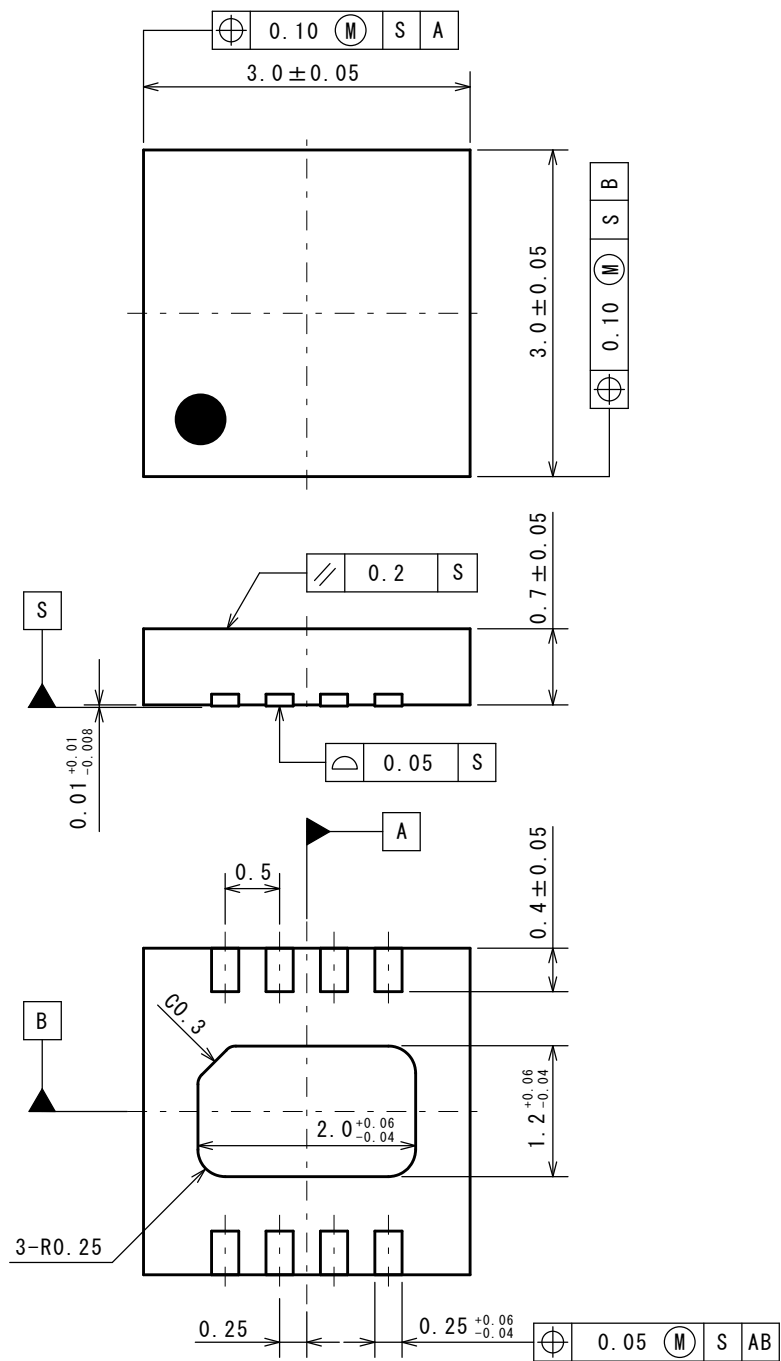 ⌖ 0.10 Ⓜ S A
3.0±0.05
3.0±0.05
⌖ 0.10 Ⓜ S B
0.7±0.05
⫽ 0.2 S
S
0.01 +0.01 -0.008
⌓ 0.05 S
A
0.5
0.4±0.05
C0.3
B
2.0 +0.06 -0.04
1.2 +0.06 -0.04
3-R0.25
0.25
0.25 +0.06 -0.04
⌖ 0.05 Ⓜ S AB